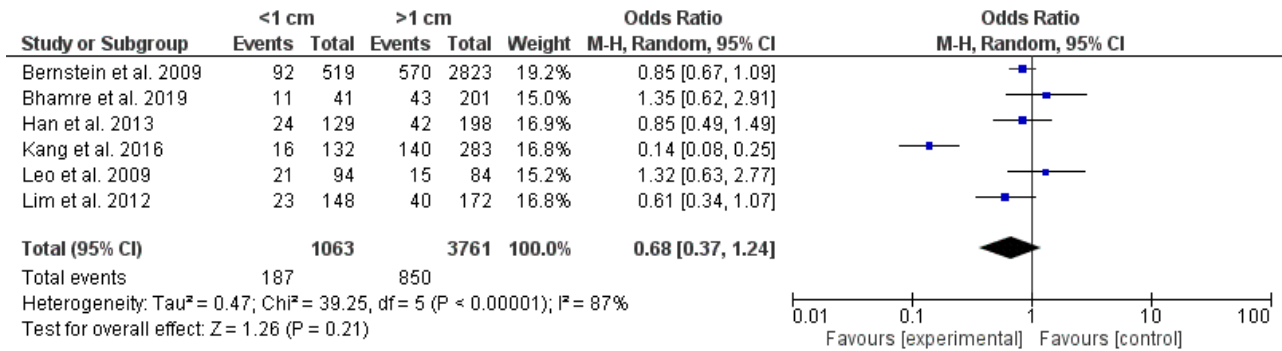 <1 cm >1 cm Odds Ratio Odds Ratio
Study or Subgroup Events Total Events Total Weight M-H, Random, 95% CI M-H, Random, 95% CI
Bernstein et al. 2009 92 519 570 2823 19.2% 0.85 [0.67, 1.09]
Bhamre et al. 2019 11 41 43 201 15.0% 1.35 [0.62, 2.91]
Han et al. 2013 24 129 42 198 16.9% 0.85 [0.49, 1.49]
Kang et al. 2016 16 132 140 283 16.8% 0.14 [0.08, 0.25]
Leo et al. 2009 21 94 15 84 15.2% 1.32 [0.63, 2.77]
Lim et al. 2012 23 148 40 172 16.8% 0.61 [0.34, 1.07]
Total (95% CI) 1063 3761 100.0% 0.68 [0.37, 1.24]
Total events 187 850
Heterogeneity: Tau² = 0.47; Chi² = 39.25, df = 5 (P < 0.00001); I² = 87%
Test for overall effect: Z = 1.26 (P = 0.21)
0.01 0.1 1 10 100
Favours [experimental] Favours [control]